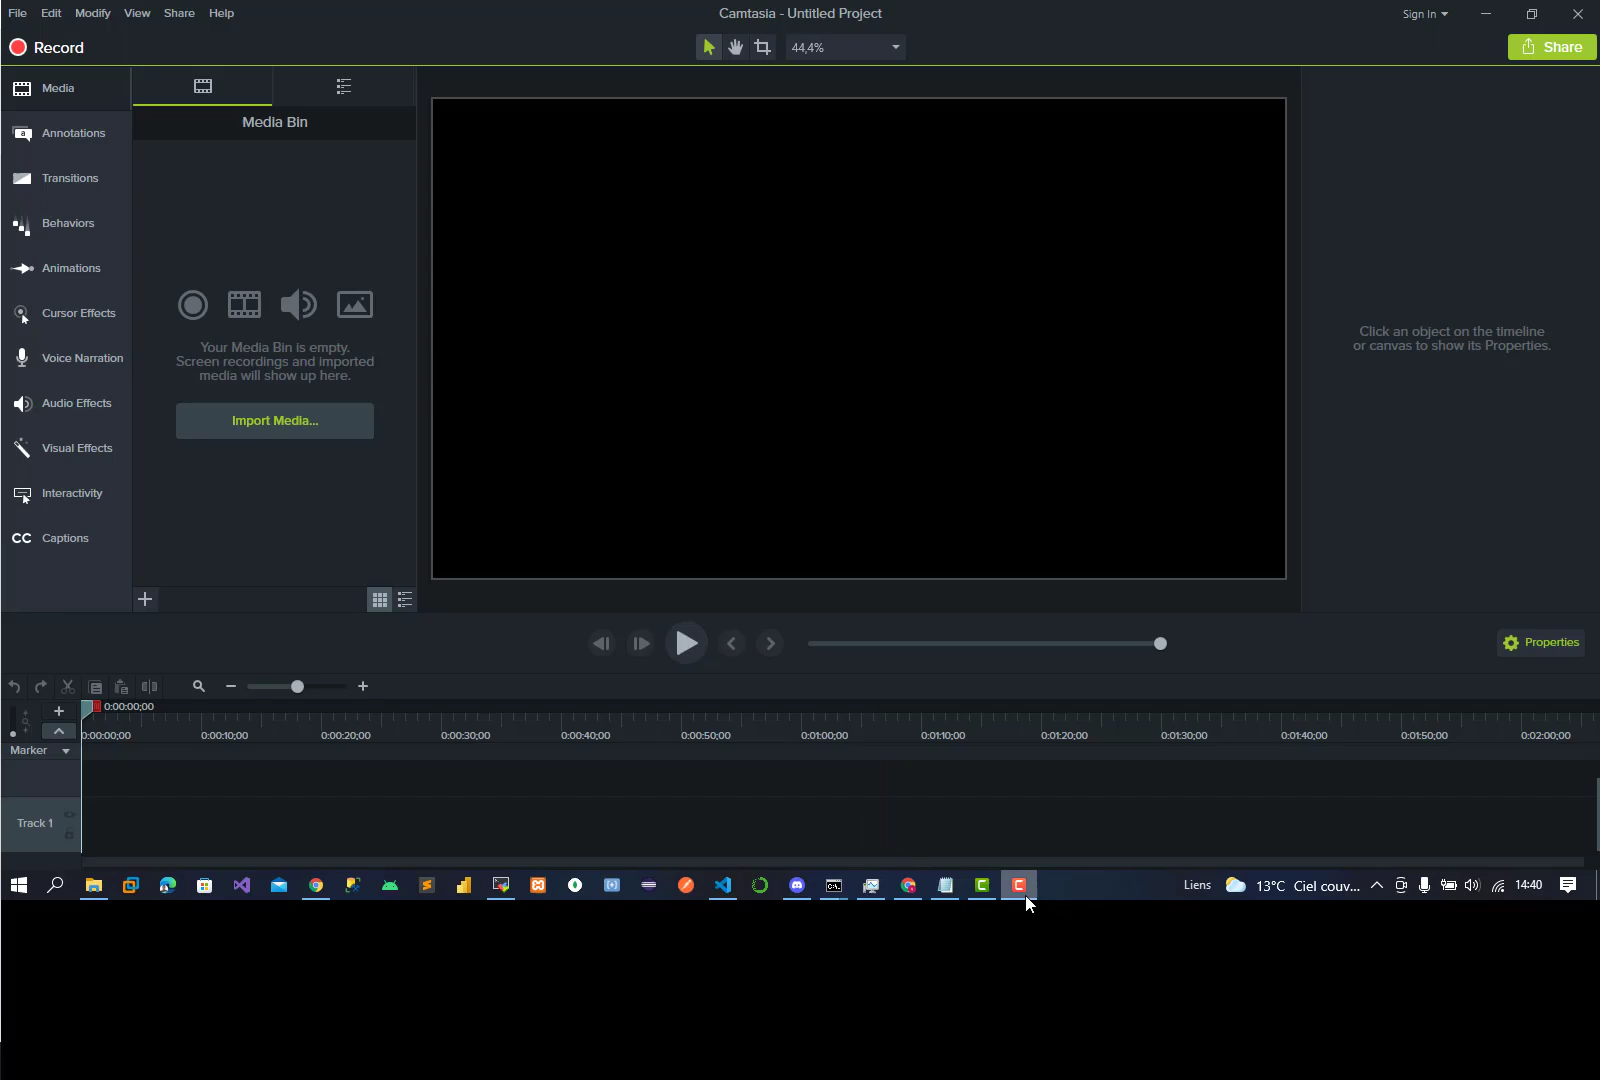 File Edit Modify View Share Help
Camtasia - Untitled Project
Sign In
Record
44,4%
Share
Media
Media Bin
Annotations
Transitions
Behaviors
Animations
Cursor Effects
Voice Narration
Audio Effects
Visual Effects
Interactivity
CC Captions
Your Media Bin is empty.
Screen recordings and imported
media will show up here.
Import Media...
Click an object on the timeline
or canvas to show its Properties.
Properties
0:00:00;00
0:00:00;00 0:00:10;00 0:00:20;00 0:00:30;00 0:00:40;00 0:00:50;00 0:01:00;00 0:01:10;00 0:01:20;00 0:01:30;00 0:01:40;00 0:01:50;00 0:02:00;00
Marker
Track 1
Liens 13°C Ciel couv... 14:40